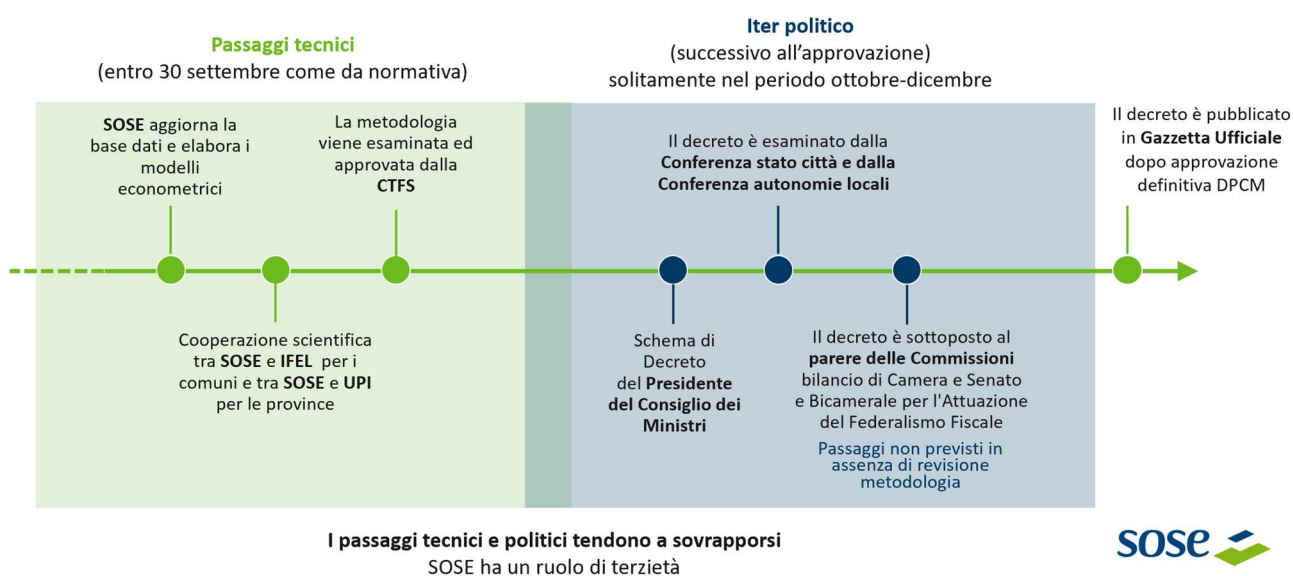 Passaggi tecnici
(entro 30 settembre come da normativa)
Iter politico
(successivo all’approvazione)
solitamente nel periodo ottobre-dicembre
SOSE aggiorna la
base dati e elabora i
modelli
econometrici
La metodologia
viene esaminata ed
approvata dalla
CTFS
Il decreto è esaminato dalla
Conferenza stato città e dalla
Conferenza autonomie locali
Il decreto è pubblicato
in Gazzetta Ufficiale
dopo approvazione
definitiva DPCM
Cooperazione scientifica
tra SOSE e IFEL per i
comuni e tra SOSE e UPI
per le province
Schema di
Decreto
del Presidente
del Consiglio dei
Ministri
Il decreto è sottoposto al
parere delle Commissioni
bilancio di Camera e Senato
e Bicamerale per l'Attuazione
del Federalismo Fiscale
Passaggi non previsti in
assenza di revisione
metodologia
I passaggi tecnici e politici tendono a sovrapporsi
SOSE ha un ruolo di terzietà
sose